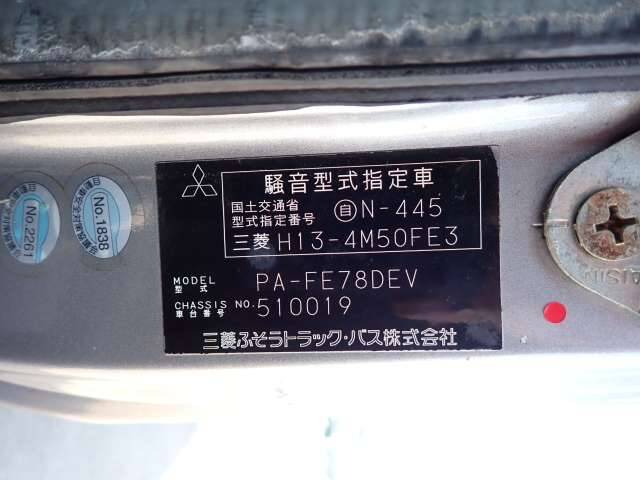 騒音型式指定車
国土交通省
型式指定番号 自 N-445
三菱 H13-4M50FE3
MODEL 型式 PA-FE78DEV
CHASSIS NO. 車台番号 510019
三菱ふそうトラック・バス株式会社
No.1838
No.2261